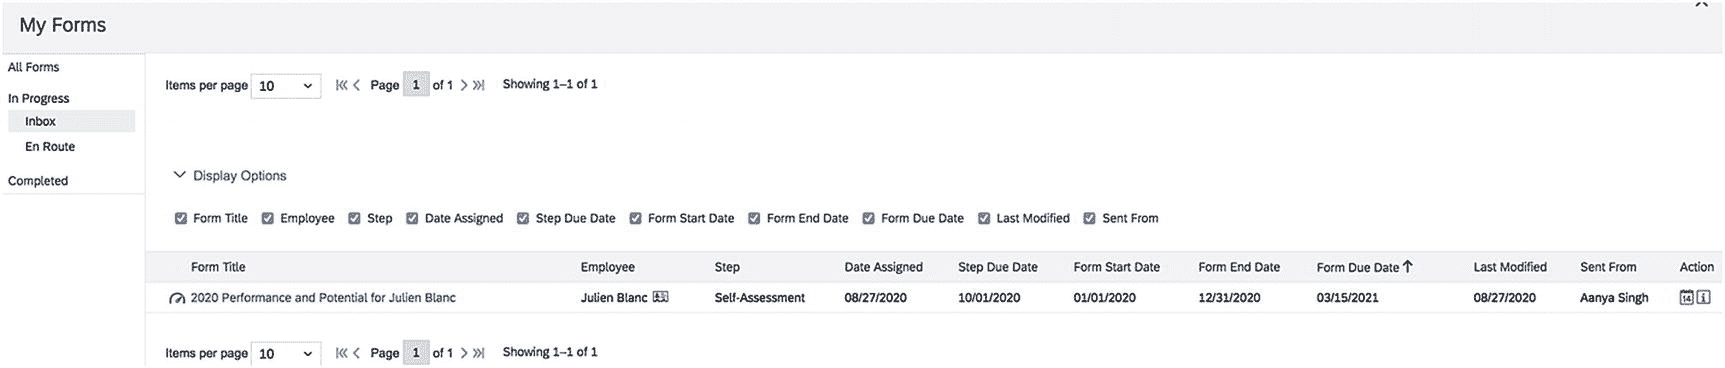 My Forms
All Forms
In Progress
Inbox
En Route
Completed
Items per page 10 Page 1 of 1 Showing 1–1 of 1
Display Options
Form Title Employee Step Date Assigned Step Due Date Form Start Date Form End Date Form Due Date Last Modified Sent From
Form Title Employee Step Date Assigned Step Due Date Form Start Date Form End Date Form Due Date Last Modified Sent From Action
2020 Performance and Potential for Julien Blanc Julien Blanc Self-Assessment 08/27/2020 10/01/2020 01/01/2020 12/31/2020 03/15/2021 08/27/2020 Aanya Singh 14
Items per page 10 Page 1 of 1 Showing 1–1 of 1